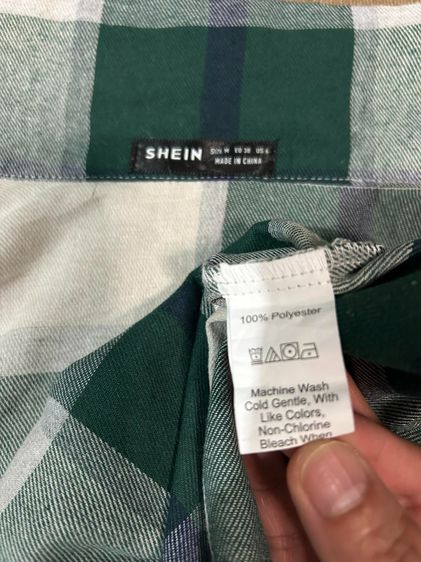 SHEIN
Size M EU 38 US 6
MADE IN CHINA
100% Polyester
Machine Wash
Cold Gentle, With
Like Colors,
Non-Chlorine
Bleach When